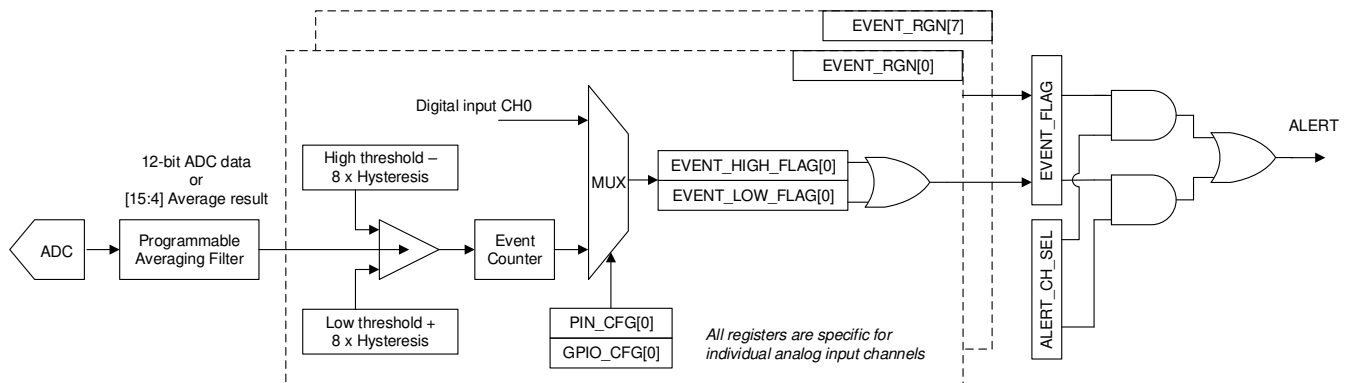 EVENT_RGN[7]
EVENT_RGN[0]
Digital input CH0
12-bit ADC data
or
[15:4] Average result
High threshold –
8 x Hysteresis
MUX
EVENT_HIGH_FLAG[0]
EVENT_LOW_FLAG[0]
EVENT_FLAG
ALERT
ADC
Programmable
Averaging Filter
Event
Counter
Low threshold +
8 x Hysteresis
PIN_CFG[0]
GPIO_CFG[0]
All registers are specific for
individual analog input channels
ALERT_CH_SEL